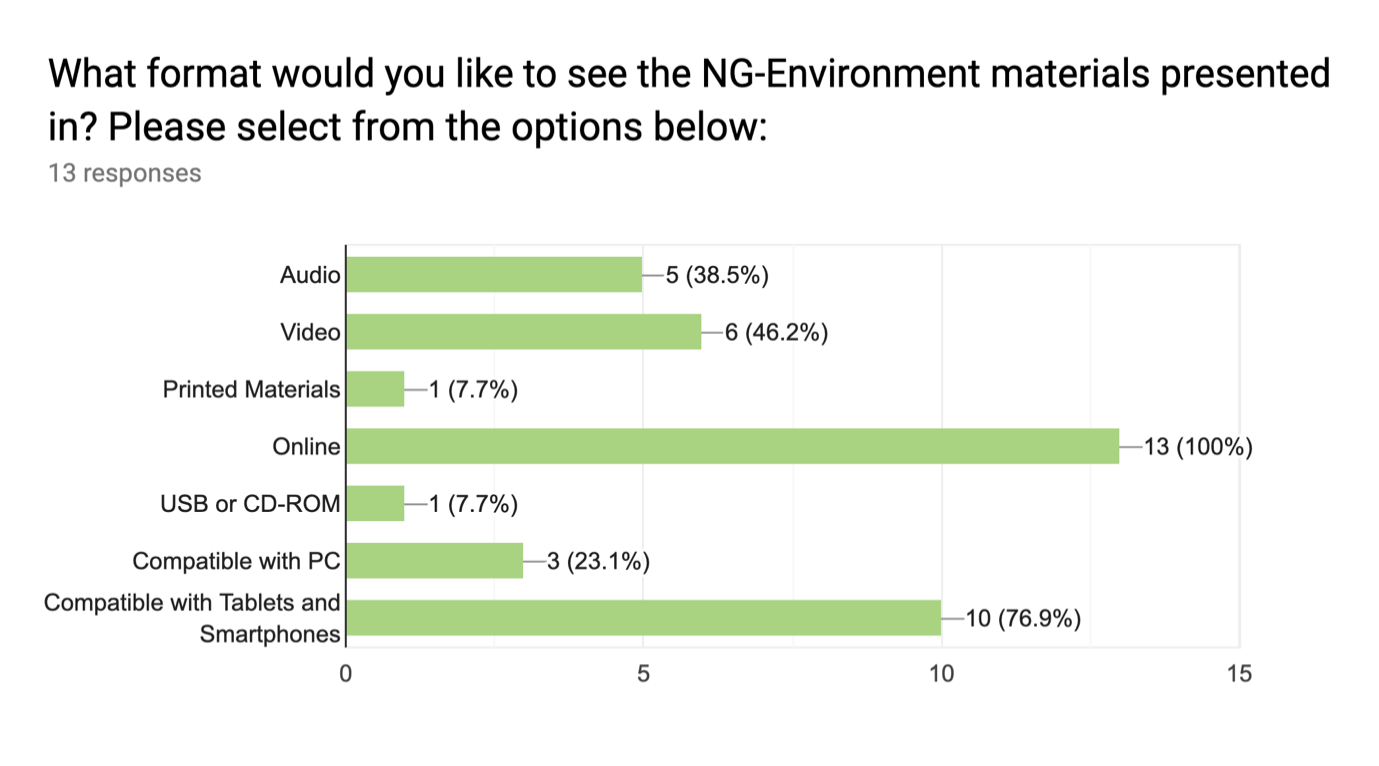 What format would you like to see the NG-Environment materials presented
in? Please select from the options below:
13 responses
Audio
5 (38.5%)
Video
6 (46.2%)
Printed Materials
1 (7.7%)
Online
13 (100%)
USB or CD-ROM
1 (7.7%)
Compatible with PC
3 (23.1%)
Compatible with Tablets and
Smartphones
10 (76.9%)
0 5 10 15